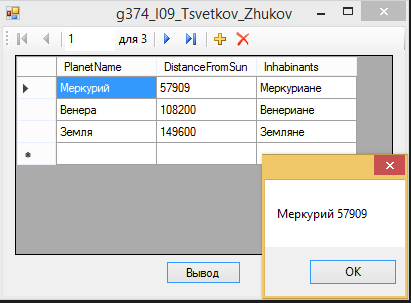 g374_l09_Tsvetkov_Zhukov
1 для 3
PlanetName DistanceFromSun Inhabinants
Меркурий 57909 Меркуриане
Венера 108200 Венериане
Земля 149600 Земляне
Меркурий 57909
Вывод
OK